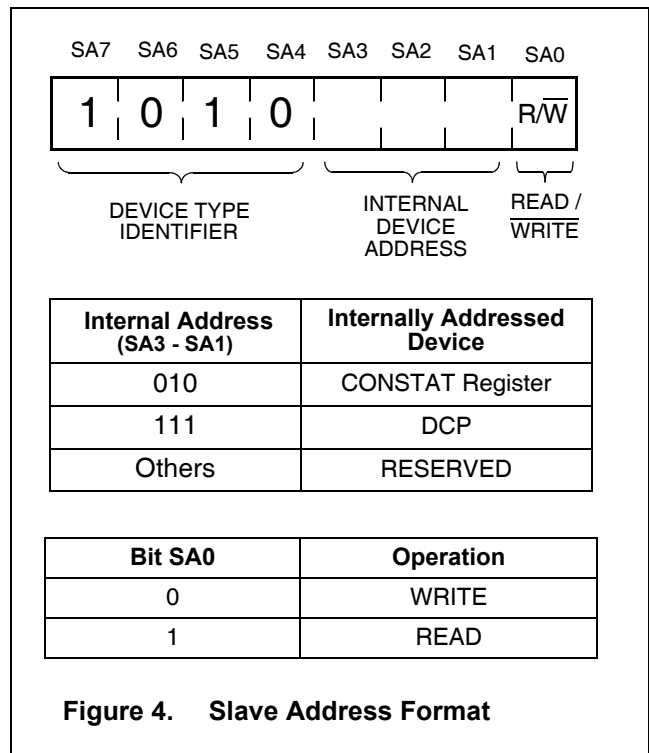 SA7 SA6 SA5 SA4 SA3 SA2 SA1 SA0
1 0 1 0 R/W̅
DEVICE TYPE IDENTIFIER
INTERNAL DEVICE ADDRESS
READ / W̅R̅I̅T̅E̅
Internal Address (SA3 - SA1) Internally Addressed Device
010 CONSTAT Register
111 DCP
Others RESERVED
Bit SA0 Operation
0 WRITE
1 READ
Figure 4. Slave Address Format